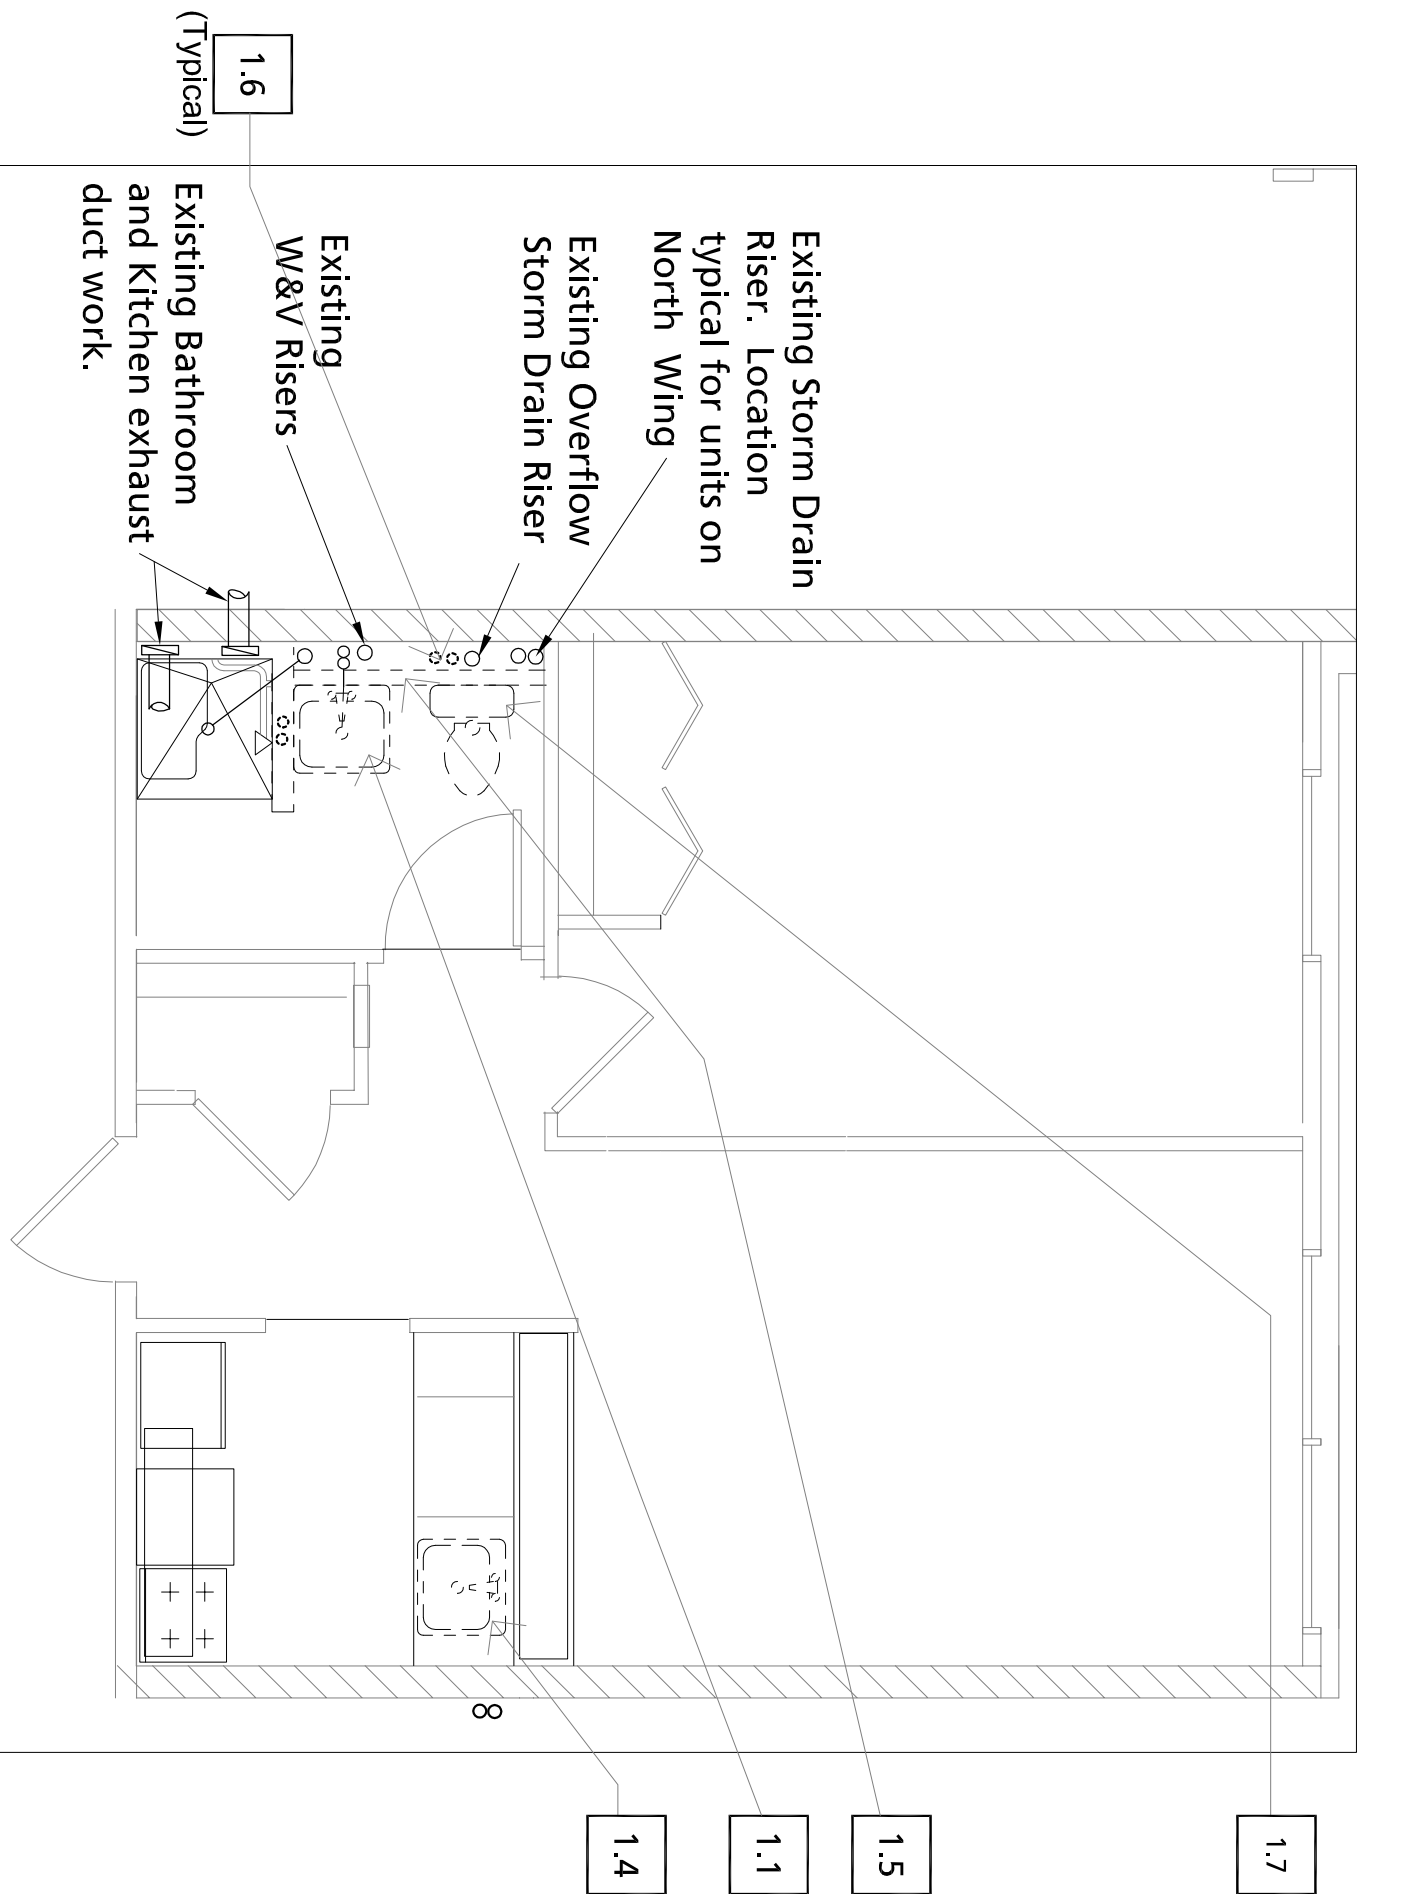 1.6
(Typical)
Existing Storm Drain
Riser. Location
typical for units on
North Wing
Existing Overflow
Storm Drain Riser
Existing
W&V Risers
Existing Bathroom
and Kitchen exhaust
duct work.
1.7
1.5
1.1
1.4